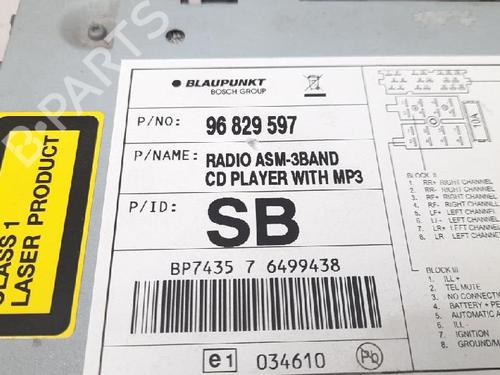 BLAUPUNKT
BOSCH GROUP
P/NO: 96 829 597
P/NAME: RADIO ASM-3BAND
CD PLAYER WITH MP3
P/ID: SB
BP7435 7 6499438
e1 034610 Pb
CLASS 1
LASER PRODUCT
10A
BLOCK II
1. RR+ RIGHT CHANNEL
2. RR- RIGHT CHANNEL
3. RF+ RIGHT CHANNEL
4. RF- RIGHT CHANNEL
5. LF+ LEFT CHANNEL
6. LF- LEFT CHANNEL
7. LR+ LEFT CHANNEL
8. LR LEFT CHANNEL
BLOCK III
1. ILL +
2. TEL MUTE
3. NO CONNECTI
4. BATTERY + P
5. AUTOMATIC A
6. ILL-
7. IGNITION
8. GROUND/M
B-PARTS